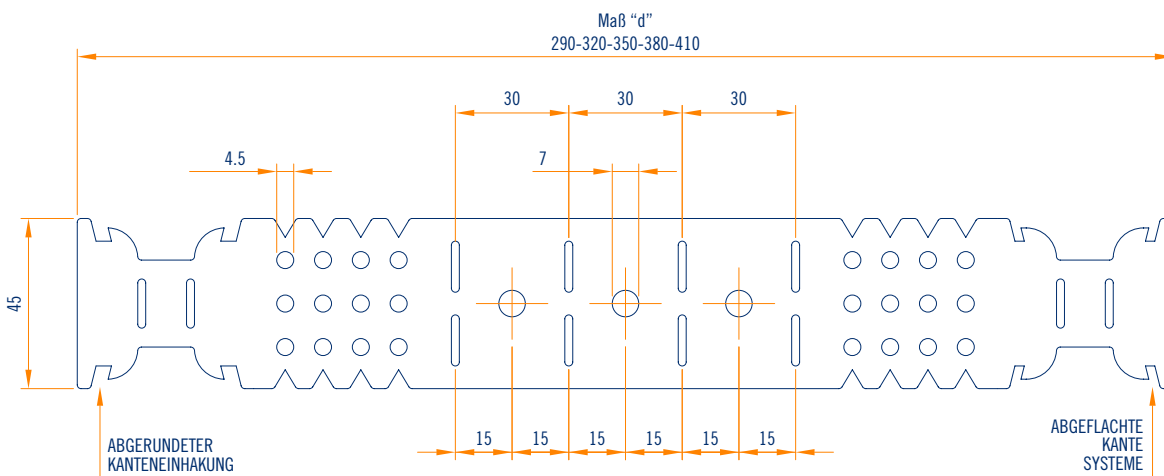 Maß “d”
290-320-350-380-410
30 30 30
4.5 7
45
15 15 15 15 15 15
ABGERUNDETER
KANTENEINHAKUNG
ABGEFLACHTE
KANTE
SYSTEME